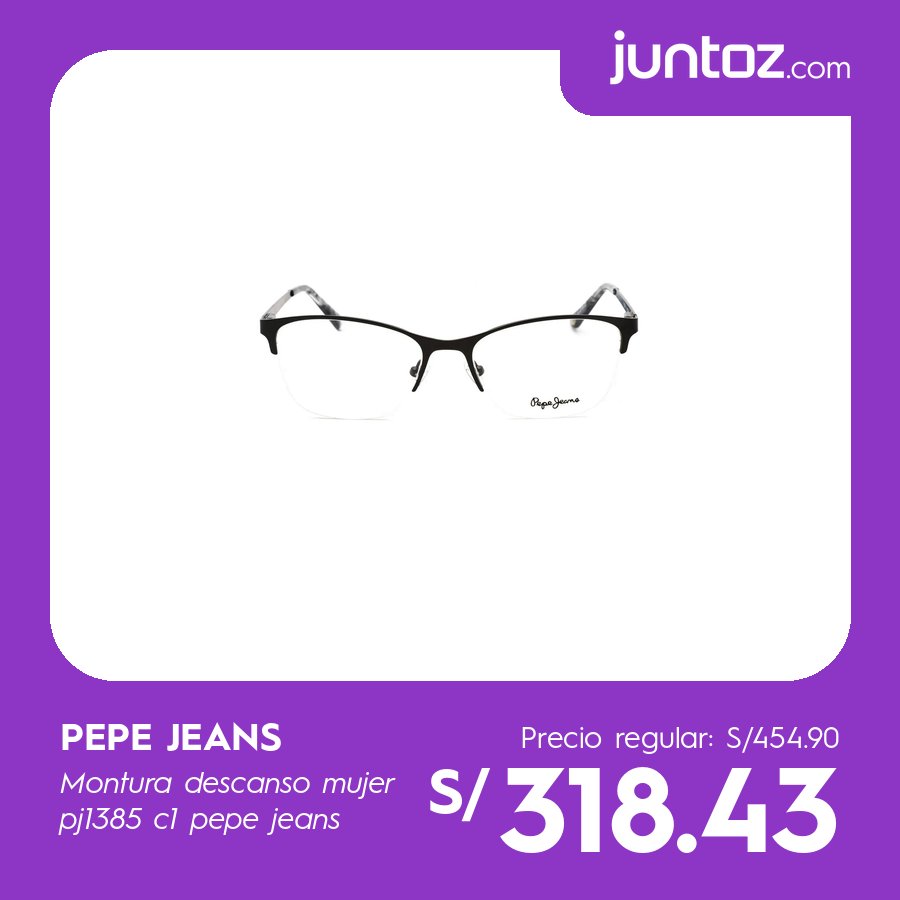 juntoz.com
Pepe Jeans
PEPE JEANS
Montura descanso mujer
pj1385 c1 pepe jeans
Precio regular: S/454.90
S/318.43